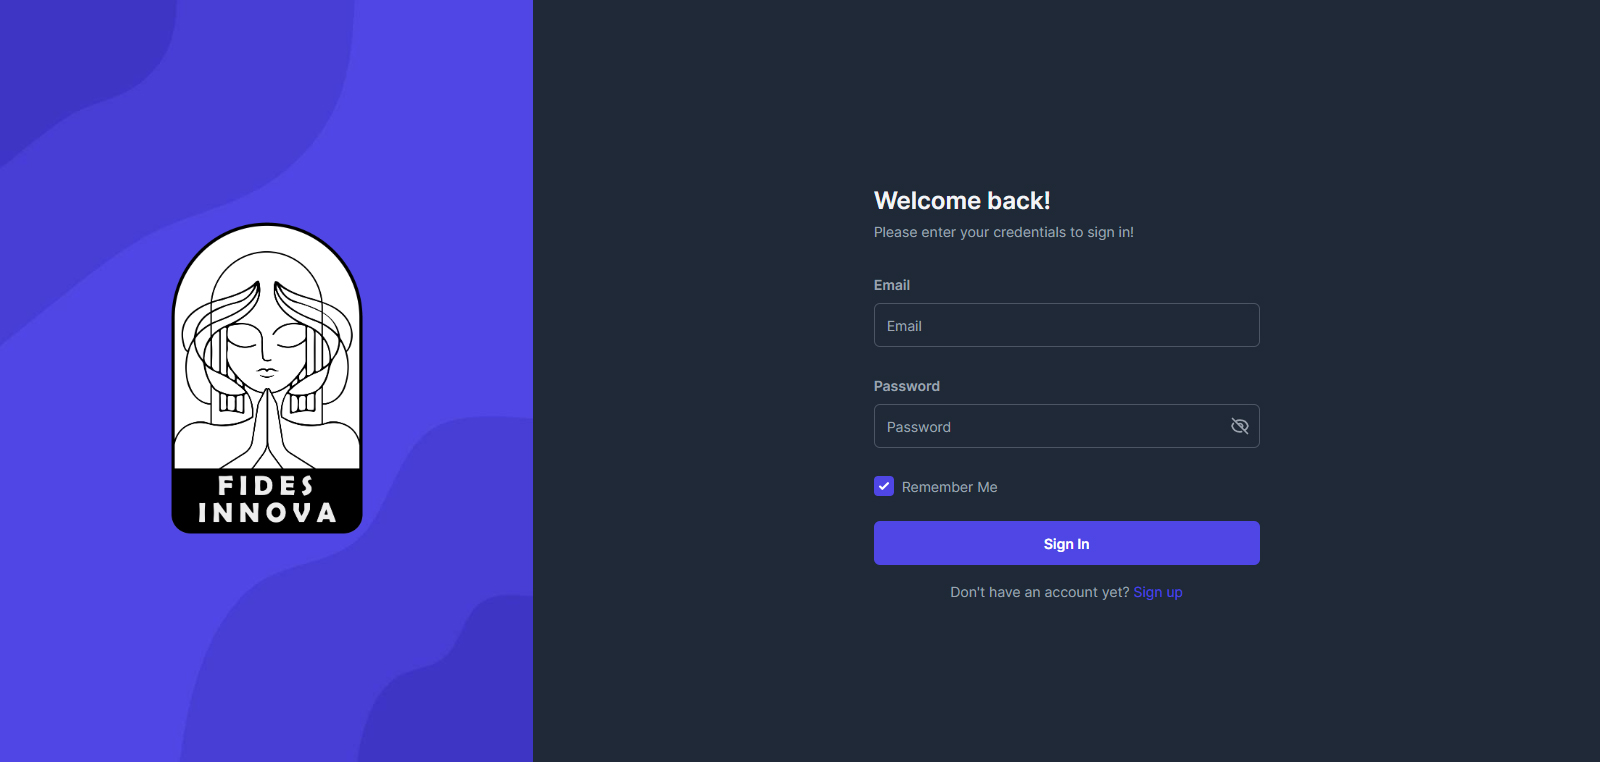 FIDES
INNOVA
Welcome back!
Please enter your credentials to sign in!
Email
Email
Password
Password
Remember Me
Sign In
Don't have an account yet? Sign up